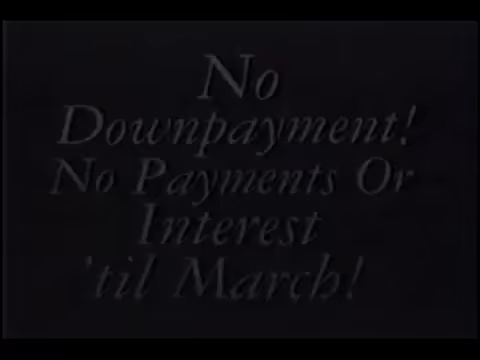 No
Downpayment!
No Payments Or
Interest
'til March!